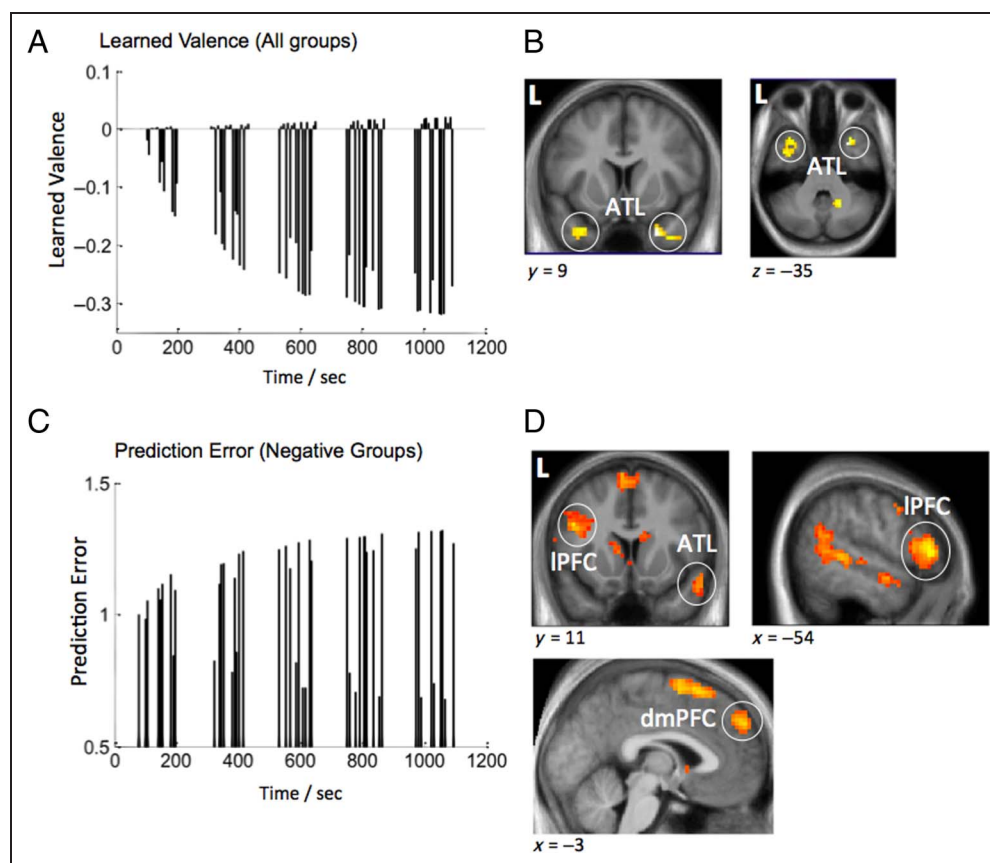 A
Learned Valence (All groups)
0.1
0
−0.1
−0.2
−0.3
Learned Valence
0 200 400 600 800 1000 1200
Time / sec
B
L
ATL
y = 9
L
ATL
z = −35
C
Prediction Error (Negative Groups)
1.5
1
0.5
Prediction Error
0 200 400 600 800 1000 1200
Time / sec
D
L
lPFC
ATL
y = 11
lPFC
x = −54
dmPFC
x = −3